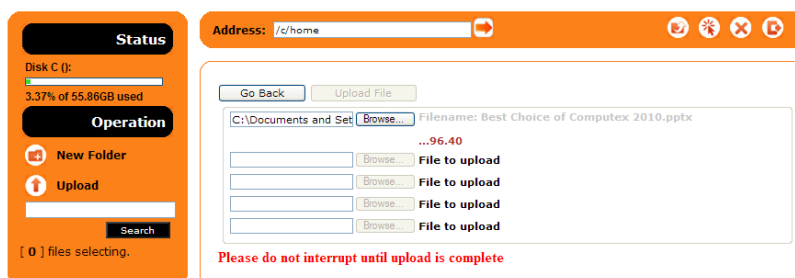 Status
Disk C ():
3.37% of 55.86GB used
Operation
New Folder
Upload
Search
[ 0 ] files selecting.
Address: /c/home
Go Back Upload File
C:\Documents and Set Browse... Filename: Best Choice of Computex 2010.pptx
...96.40
Browse... File to upload
Browse... File to upload
Browse... File to upload
Browse... File to upload
Please do not interrupt until upload is complete